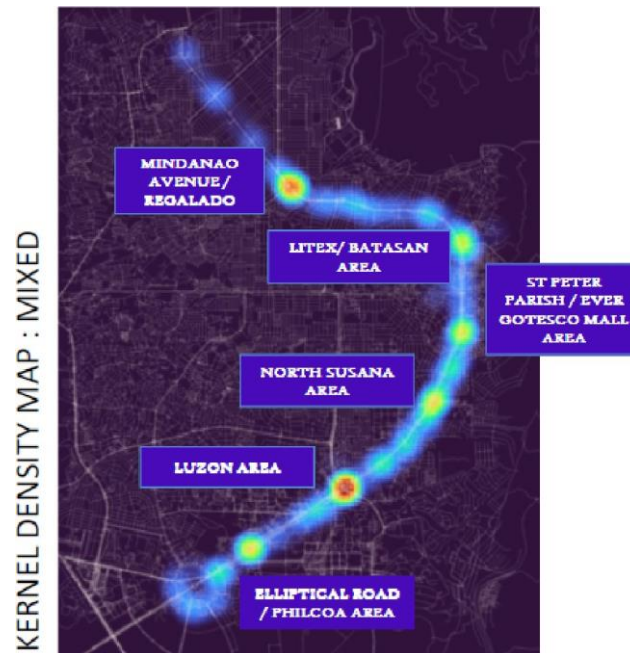 KERNEL DENSITY MAP : MIXED
MINDANAO
AVENUE /
REGALADO
LITEX/ BATASAN
AREA
ST PETER
PARISH / EVER
GOTESCO MALL
AREA
NORTH SUSANA
AREA
LUZON AREA
ELLIPTICAL ROAD
/ PHILCOA AREA